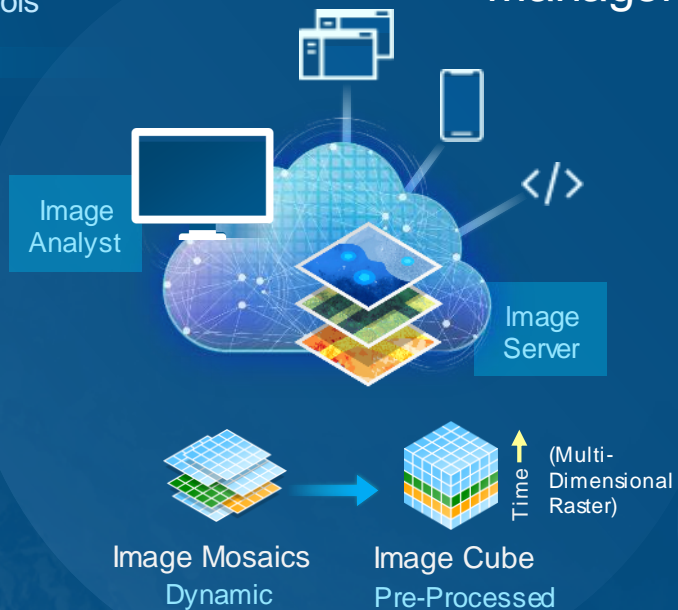 Image
Analyst
</>
Image
Server
Time
(Multi-
Dimensional
Raster)
Image Mosaics
Dynamic
Image Cube
Pre-Processed